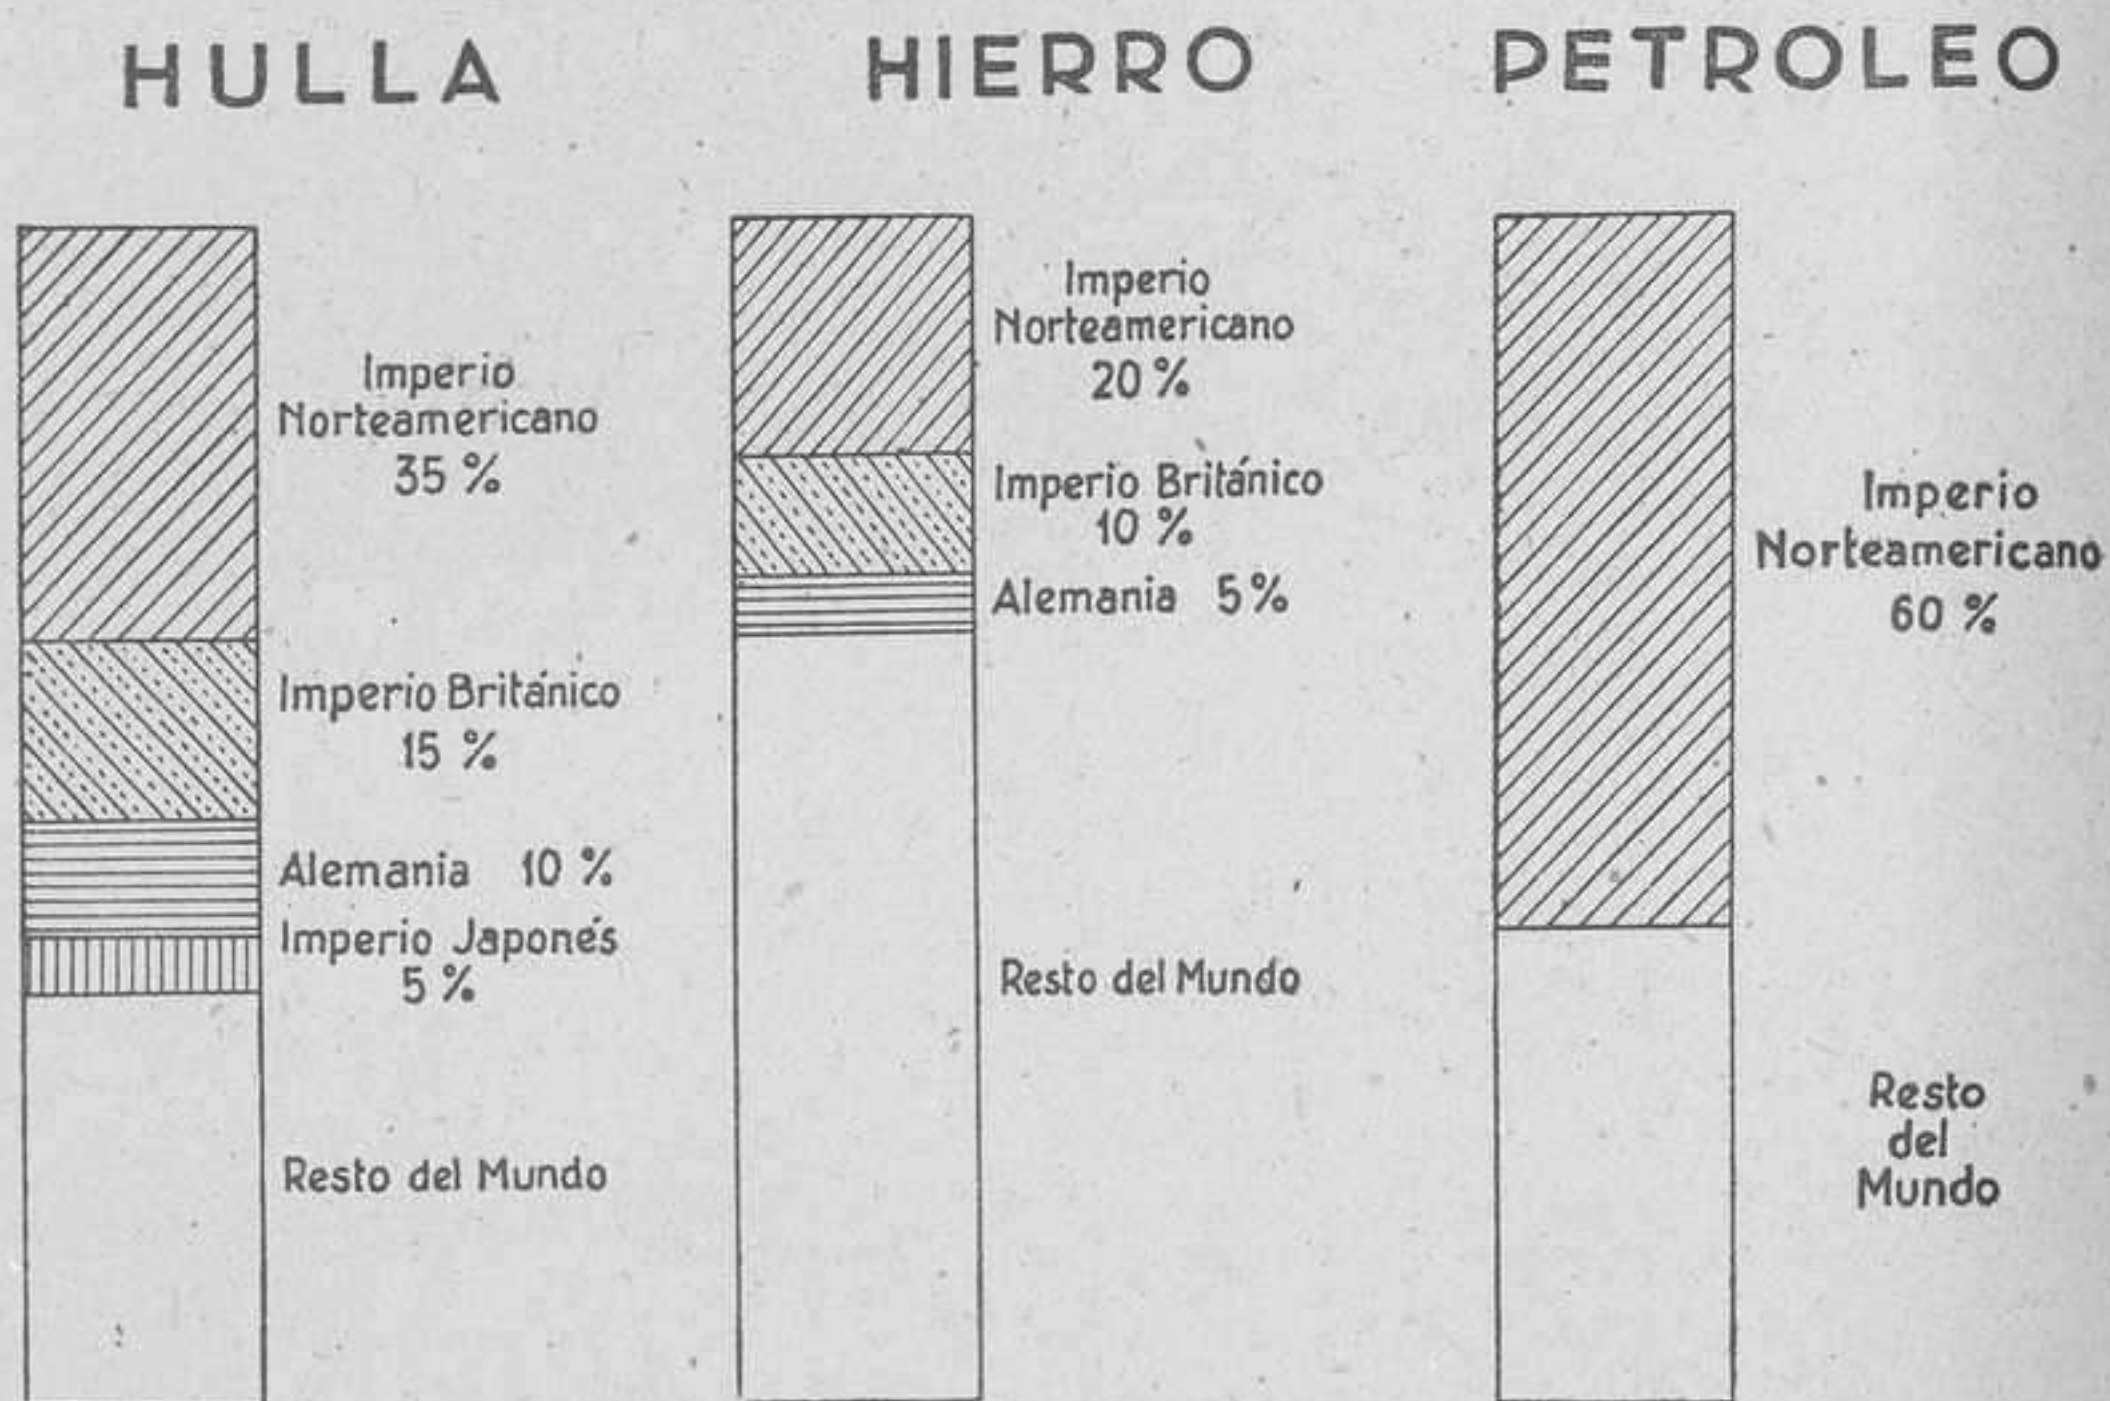 HULLA
Imperio
Norteamericano
35 %
Imperio Británico
15 %
Alemania 10 %
Imperio Japonés
5 %
Resto del Mundo
HIERRO
Imperio
Norteamericano
20 %
Imperio Británico
10 %
Alemania 5 %
Resto del Mundo
PETROLEO
Imperio
Norteamericano
60 %
Resto
del
Mundo